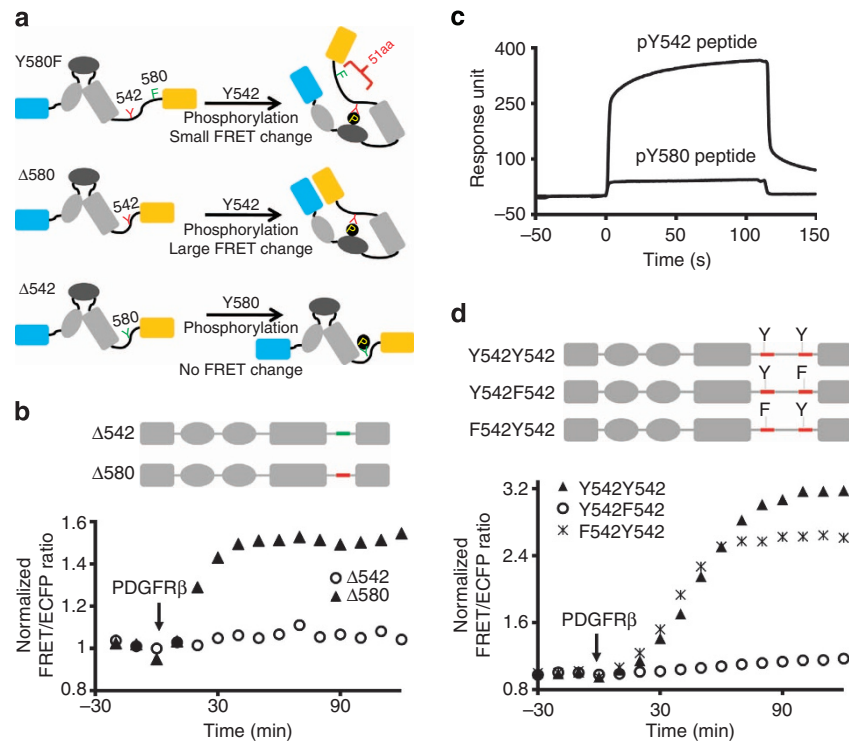 a
Y580F
542
580
Y
F
Y542
Phosphorylation
Small FRET change
F
51aa
Y
P
Δ580
542
Y
Y542
Phosphorylation
Large FRET change
Y
P
Δ542
580
Y
Y580
Phosphorylation
No FRET change
P
Y
b
Δ542
Δ580
Normalized
FRET/ECFP ratio
1.6
1.4
1.2
1
0.8
PDGFRβ
Δ542
Δ580
–30
30
90
Time (min)
c
Response unit
400
250
100
–50
pY542 peptide
pY580 peptide
–50
0
50
100
150
Time (s)
d
Y Y
Y542Y542
Y F
Y542F542
F Y
F542Y542
Normalized
FRET/ECFP ratio
3.2
2.4
1.6
0.8
Y542Y542
Y542F542
F542Y542
PDGFRβ
–30
30
90
Time (min)